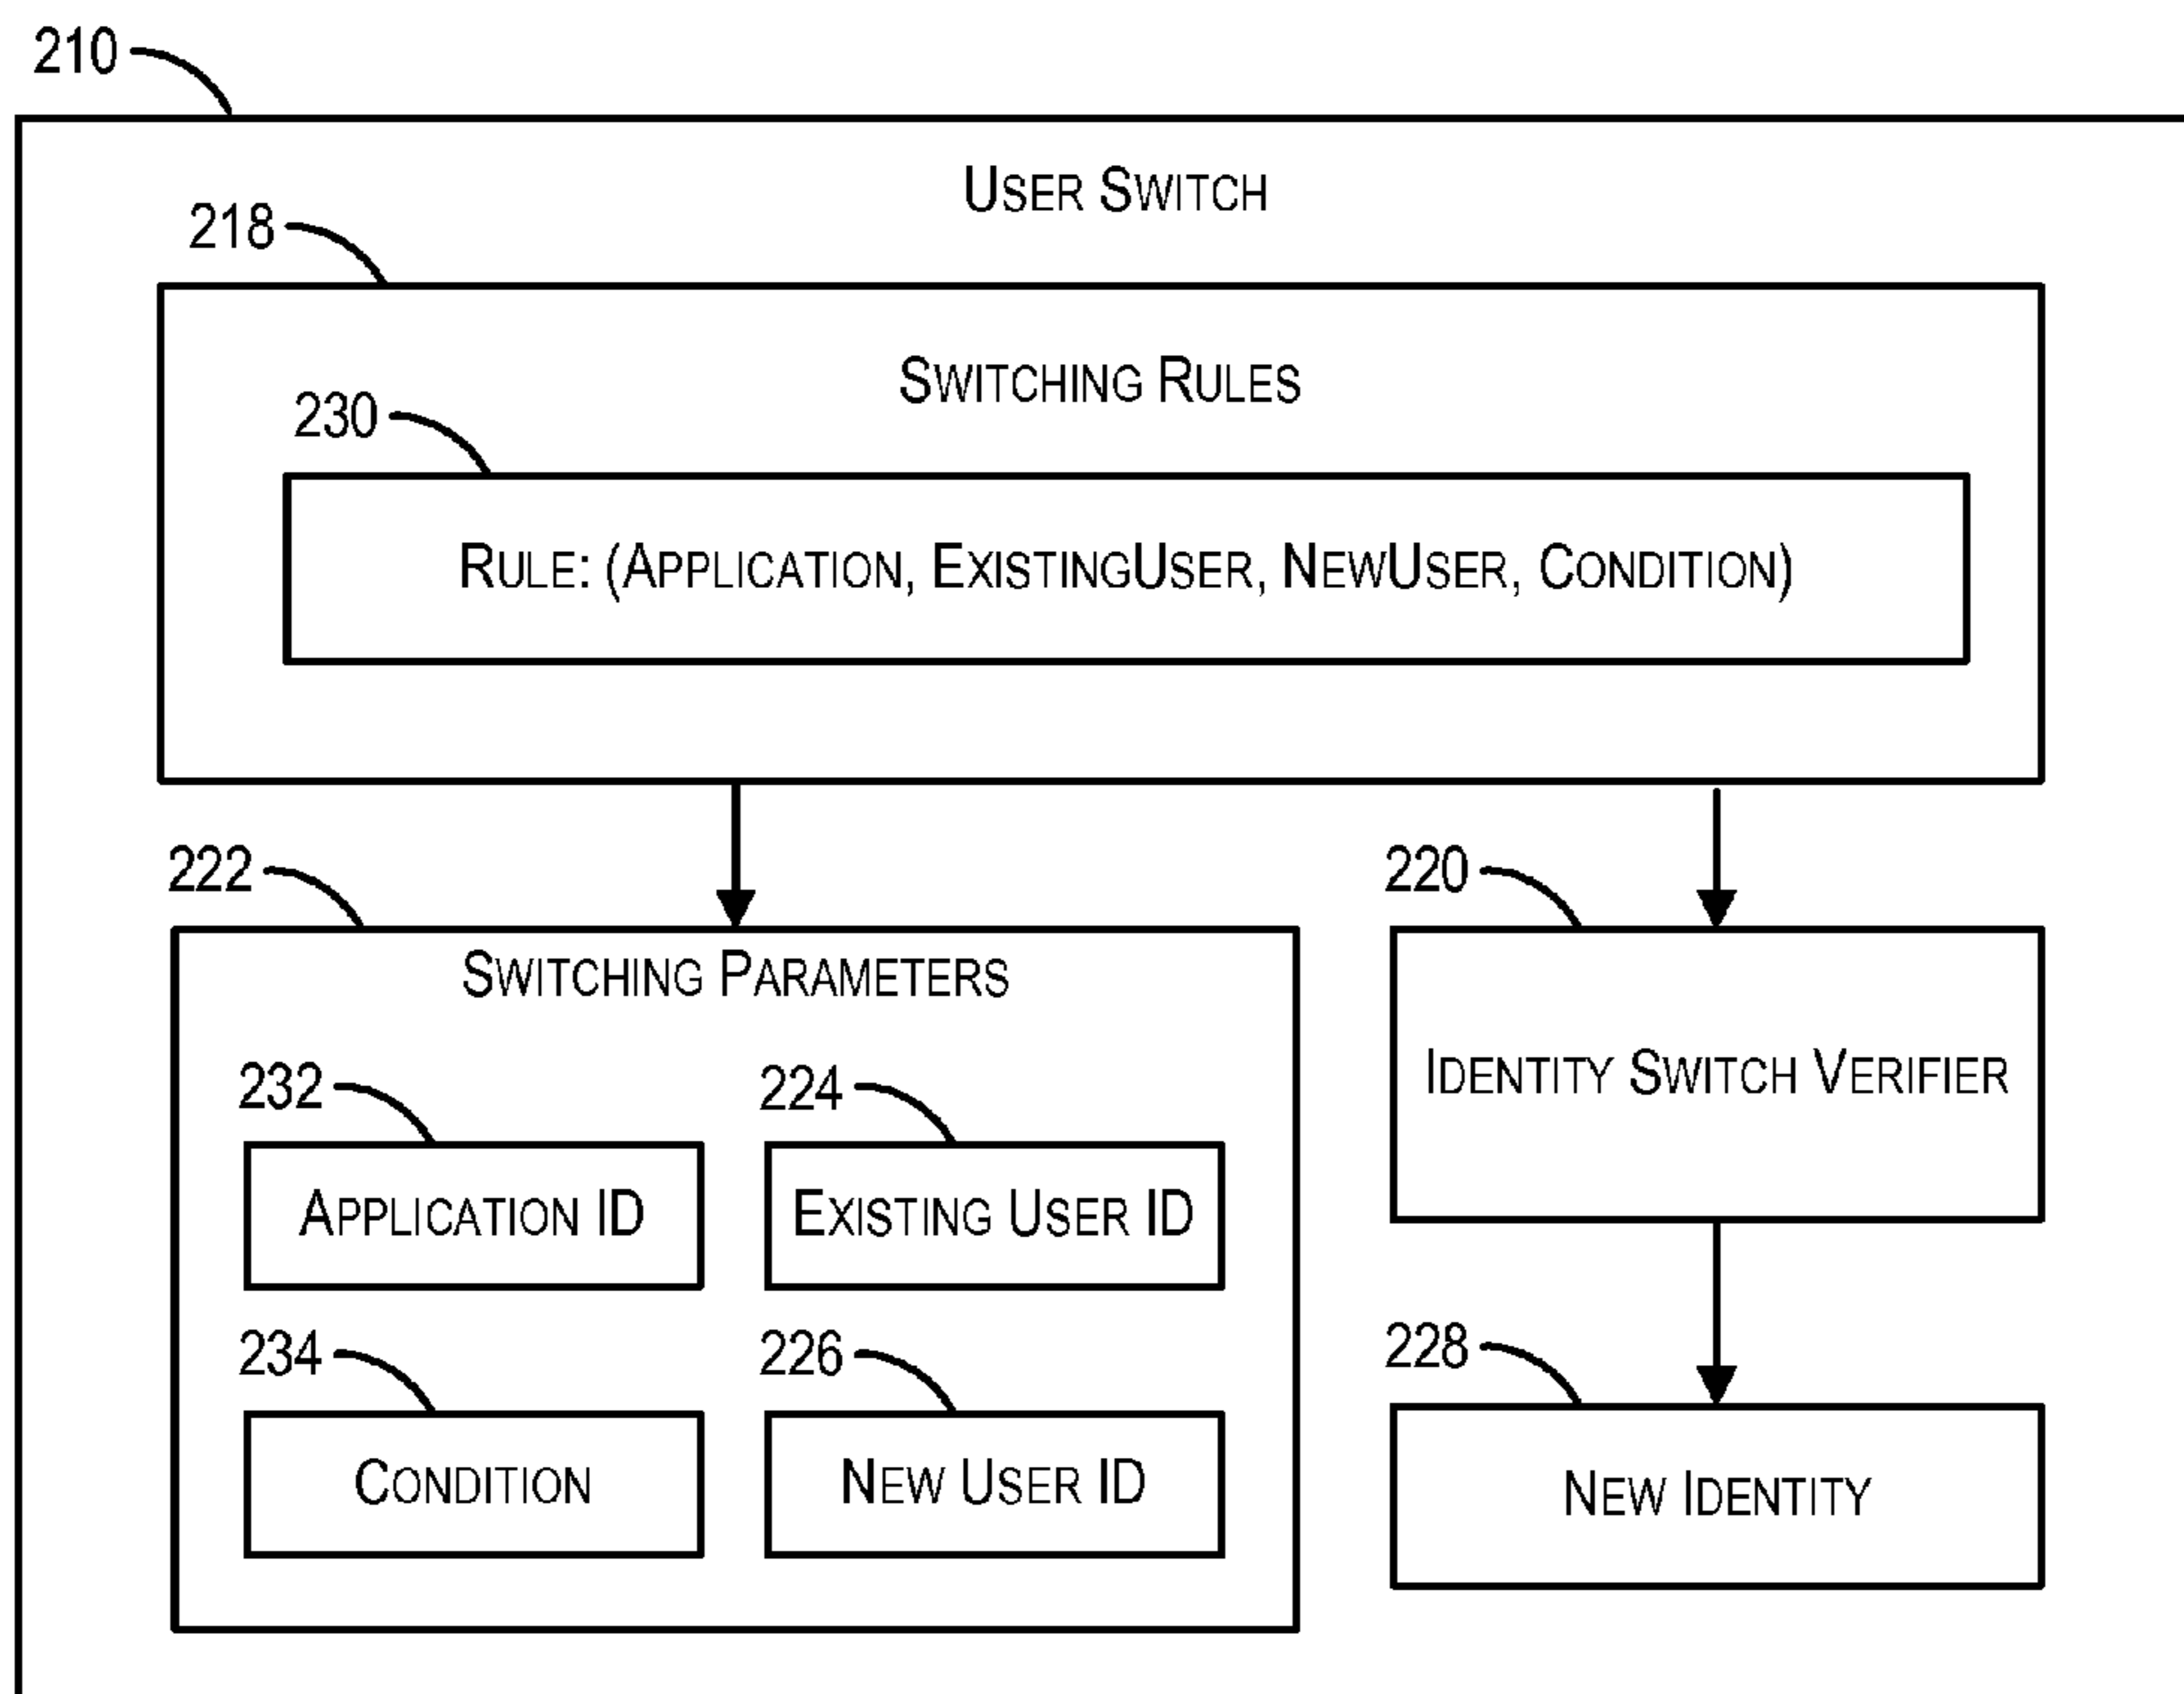 210
USER SWITCH
218
SWITCHING RULES
230
RULE: (APPLICATION, EXISTINGUSER, NEWUSER, CONDITION)
222
220
SWITCHING PARAMETERS
IDENTITY SWITCH VERIFIER
232
224
APPLICATION ID
EXISTING USER ID
234
226
228
CONDITION
NEW USER ID
NEW IDENTITY